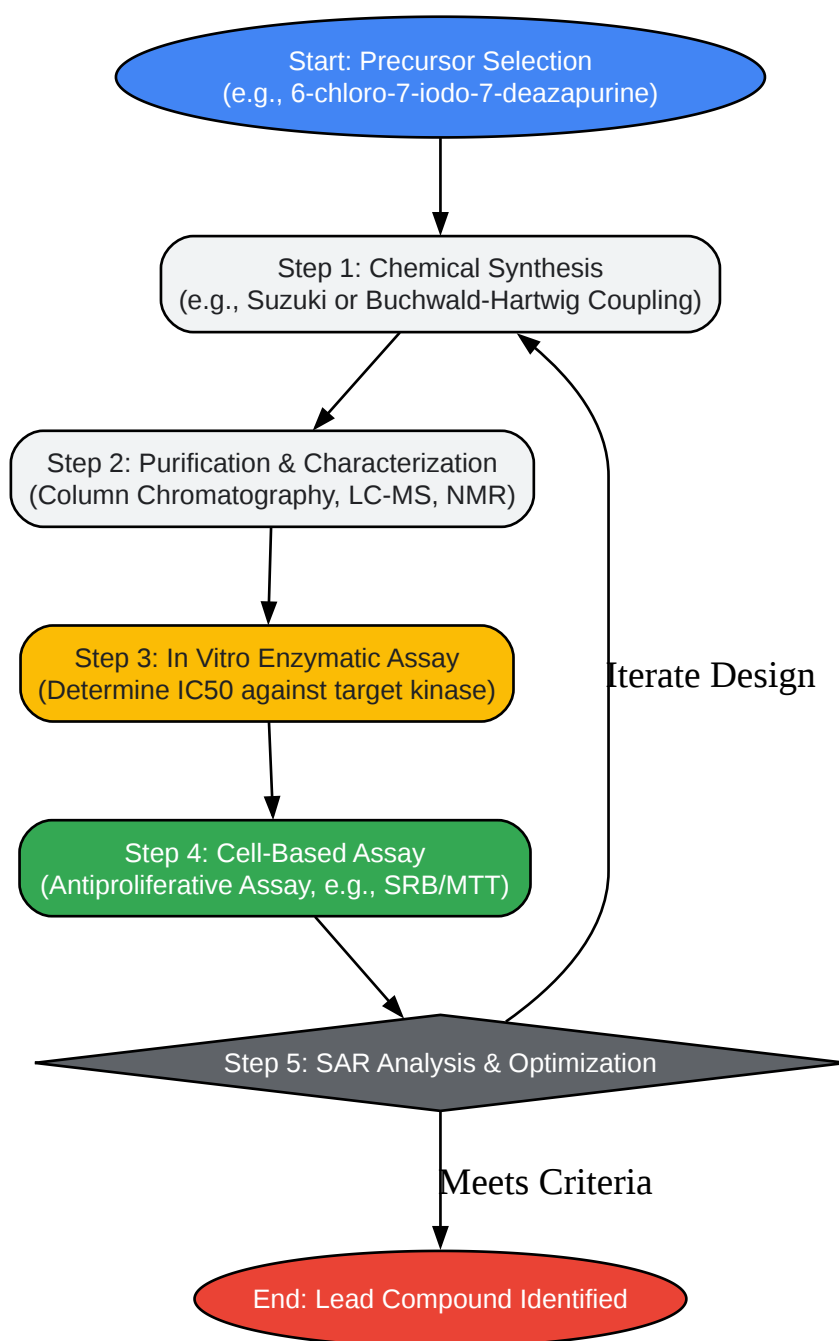 Start: Precursor Selection
(e.g., 6-chloro-7-iodo-7-deazapurine)
Step 1: Chemical Synthesis
(e.g., Suzuki or Buchwald-Hartwig Coupling)
Step 2: Purification & Characterization
(Column Chromatography, LC-MS, NMR)
Step 3: In Vitro Enzymatic Assay
(Determine IC50 against target kinase)
Iterate Design
Step 4: Cell-Based Assay
(Antiproliferative Assay, e.g., SRB/MTT)
Step 5: SAR Analysis & Optimization
Meets Criteria
End: Lead Compound Identified